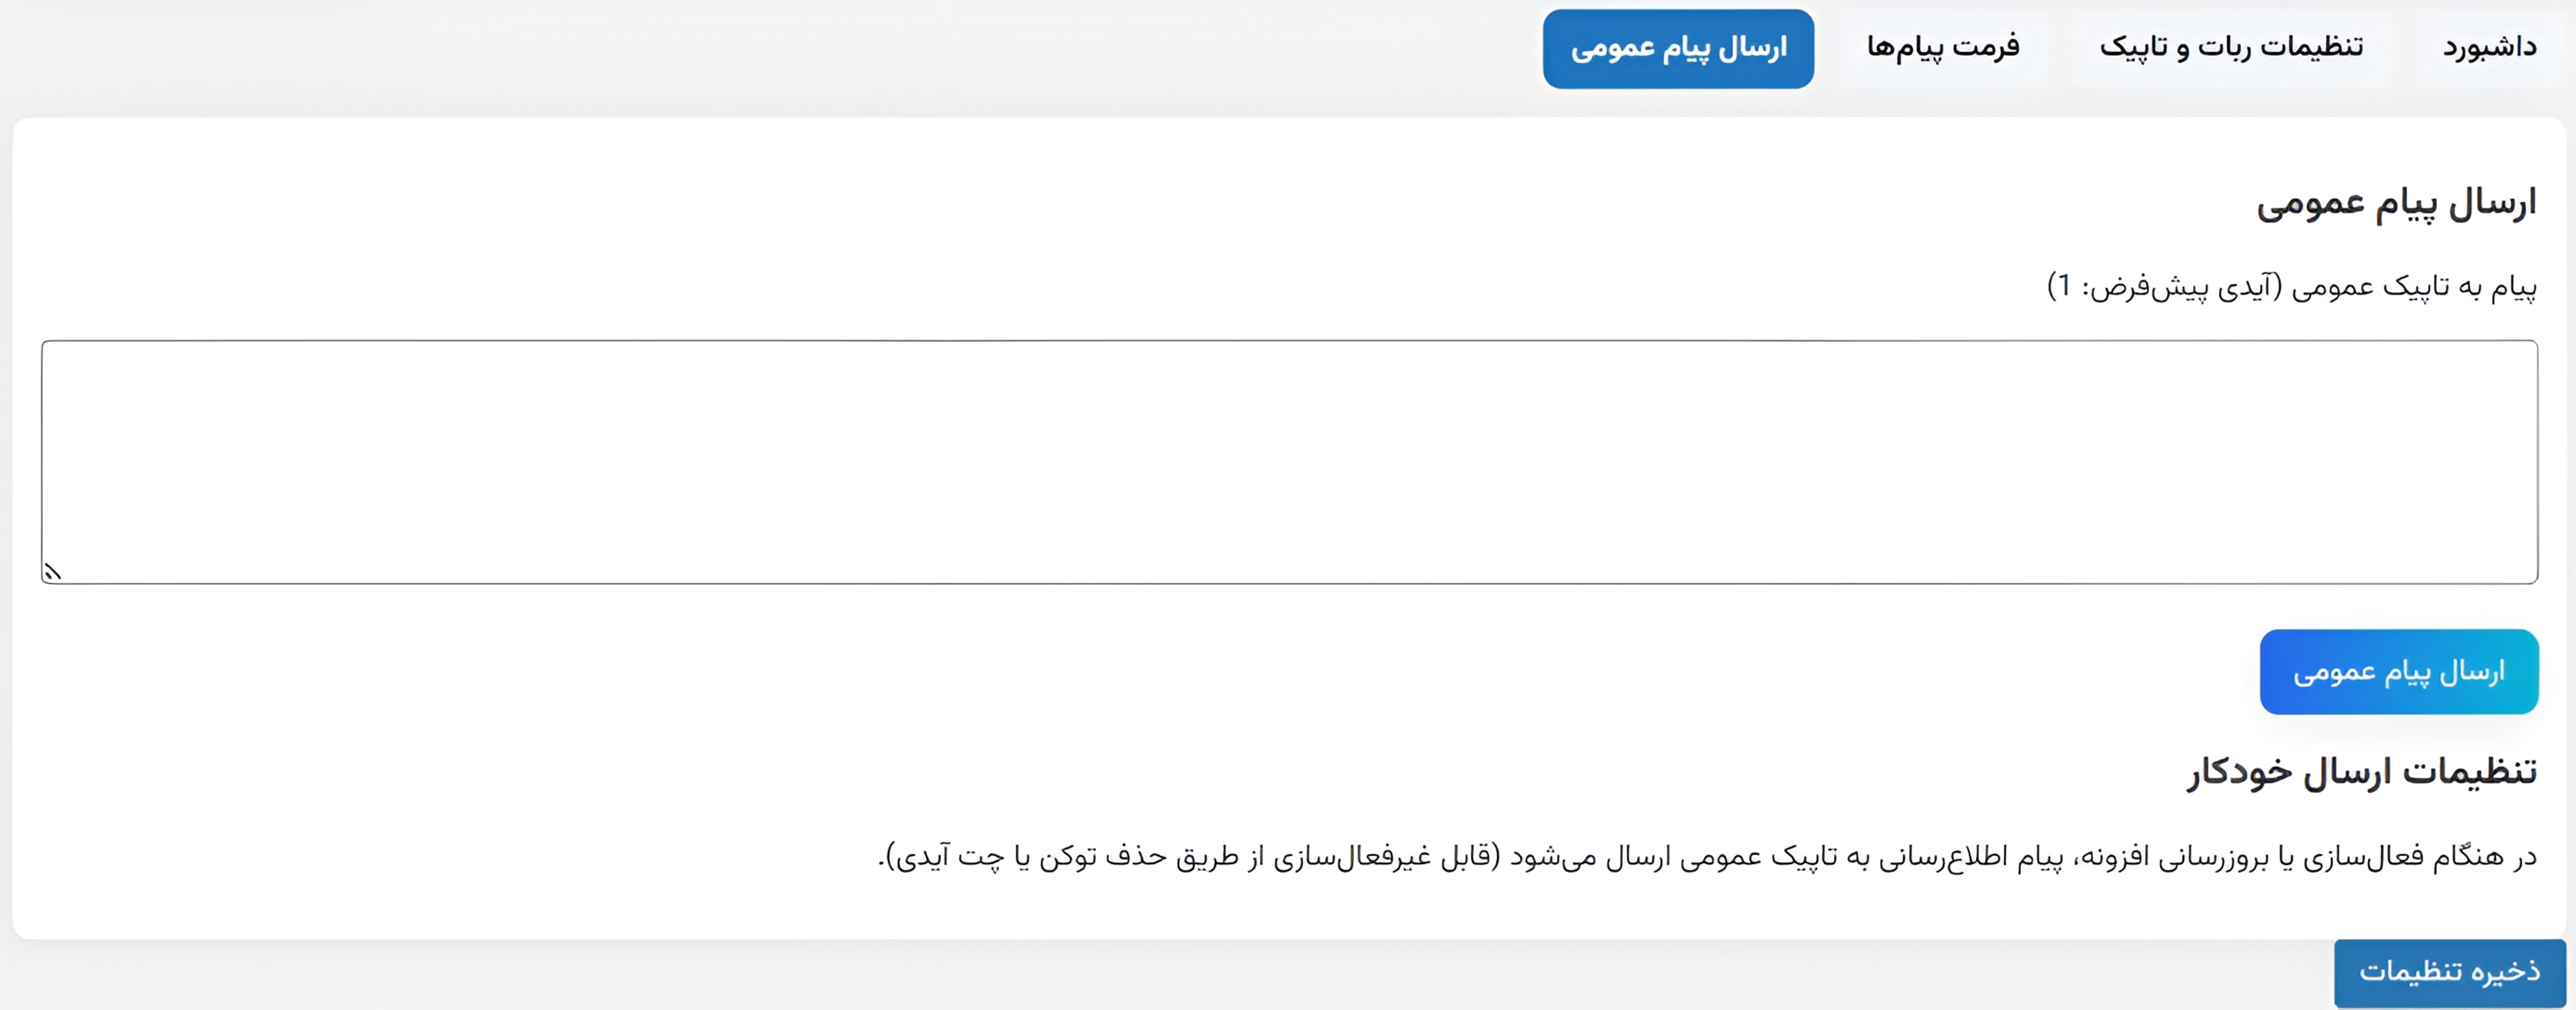 داشبورد
تنظیمات ربات و تاپیک
فرمت پیام‌ها
ارسال پیام عمومی
ارسال پیام عمومی
پیام به تاپیک عمومی (آیدی پیش‌فرض: 1)
ارسال پیام عمومی
تنظیمات ارسال خودکار
در هنگام فعال‌سازی یا بروزرسانی افزونه، پیام اطلاع‌رسانی به تاپیک عمومی ارسال می‌شود (قابل غیرفعال‌سازی از طریق حذف توکن یا چت آیدی).
ذخیره تنظیمات